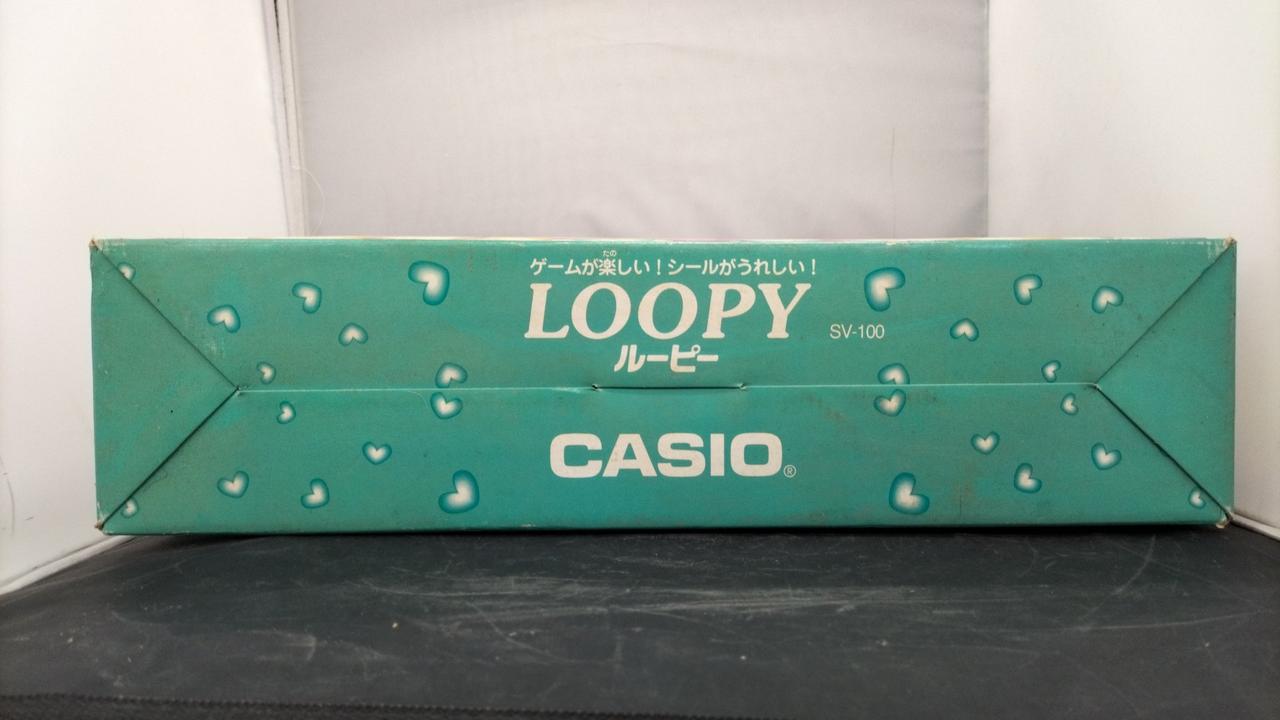 たの
ゲームが楽しい！シールがうれしい！
LOOPY
SV-100
ルーピー
CASIO®